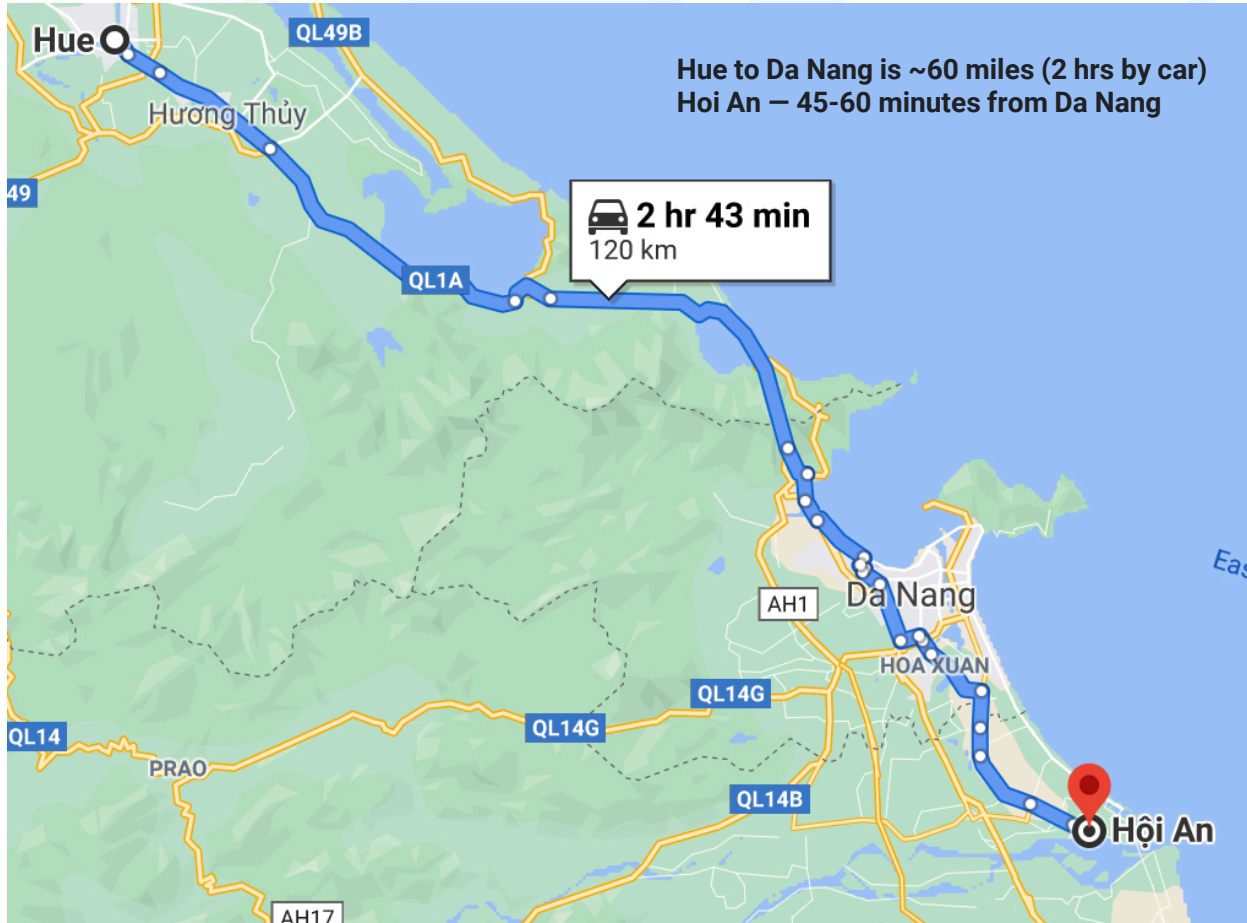 Hue
QL49B
Hue to Da Nang is ~60 miles (2 hrs by car)
Hoi An — 45-60 minutes from Da Nang
Hương Thủy
49
2 hr 43 min
120 km
QL1A
Eas
Da Nang
AH1
HOA XUAN
QL14G
QL14G
QL14
PRAO
QL14B
Hội An
AH17